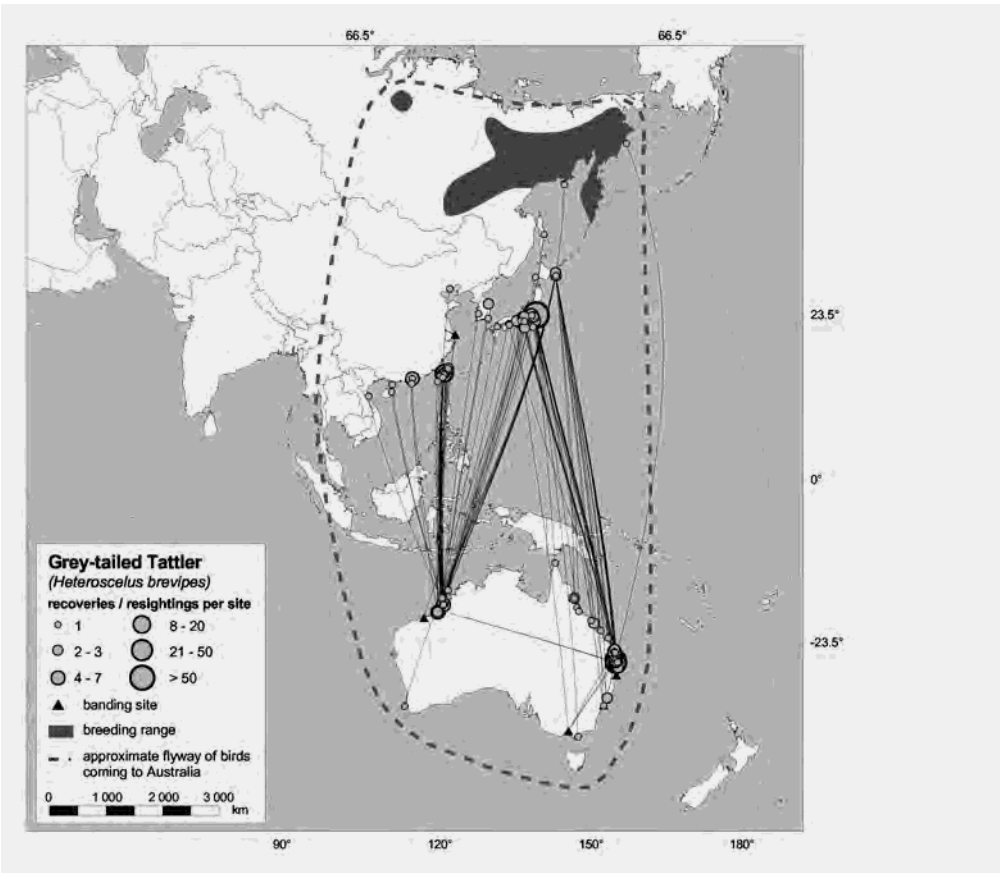 66.5° 66.5°
23.5°
0°
-23.5°
Grey-tailed Tattler
(Heteroscelus brevipes)
recoveries / resightings per site
1 8 - 20
2 - 3 21 - 50
4 - 7 > 50
banding site
breeding range
approximate flyway of birds
coming to Australia
0 1 000 2 000 3 000
km
90° 120° 150° 180°